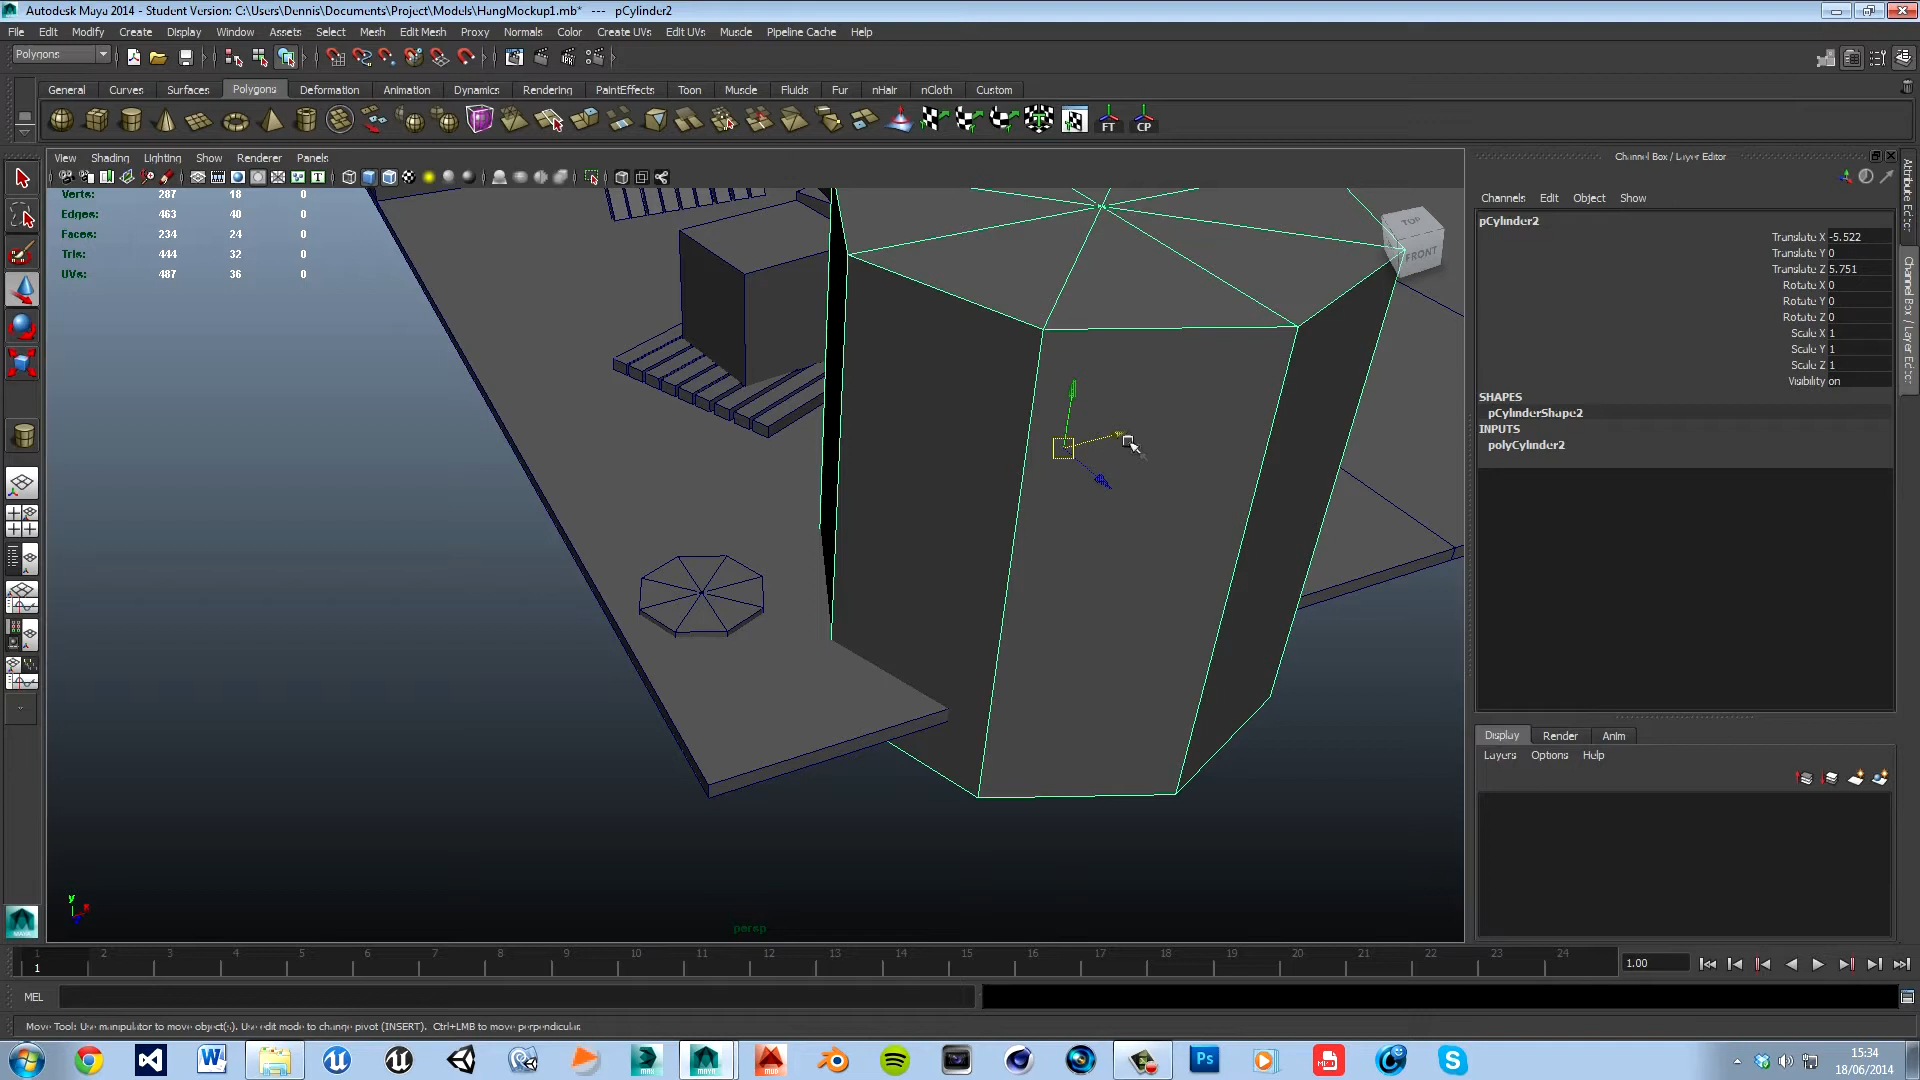 Autodesk Maya 2014 - Student Version: C:\Users\Dennis\Documents\Project\Models\HangMockup1.mb*   ---   pCylinder2
File Edit Modify Create Display Window Assets Select Mesh Edit Mesh Proxy Normals Color Create UVs Edit UVs Muscle Pipeline Cache Help
Polygons
General Curves Surfaces Polygons Deformation Animation Dynamics Rendering PaintEffects Toon Muscle Fluids Fur nHair nCloth Custom
FT CP
View Shading Lighting Show Renderer Panels
Verts: 287 18 0
Edges: 463 40 0
Faces: 234 24 0
Tris: 444 32 0
UVs: 487 36 0
TOP
FRONT
persp
y
Channel Box / Layer Editor
Channels Edit Object Show
pCylinder2
Translate X -5.522
Translate Y 0
Translate Z 5.751
Rotate X 0
Rotate Y 0
Rotate Z 0
Scale X 1
Scale Y 1
Scale Z 1
Visibility on
SHAPES
pCylinderShape2
INPUTS
polyCylinder2
Attribute Editor
Channel Box / Layer Editor
Display Render Anim
Layers Options Help
1 2 3 4 5 6 7 8 9 10 11 12 13 14 15 16 17 18 19 20 21 22 23 24
1
1.00
MEL
Move Tool: Use manipulator to move object(s). Use edit mode to change pivot (INSERT). Ctrl+LMB to move perpendicular.
15:34
18/06/2014